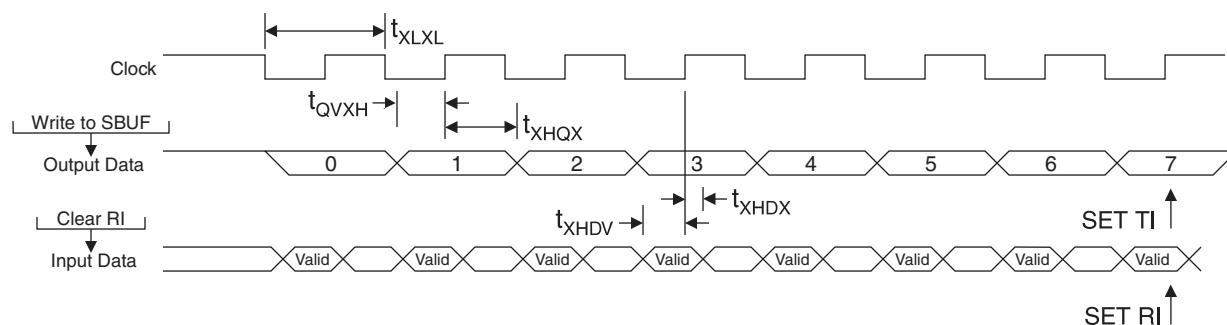 tXLXL
Clock
tQVXH
tXHQX
Write to SBUF
Output Data
0 1 2 3 4 5 6 7
tXHDX
tXHDV
SET TI
Clear RI
Input Data
Valid Valid Valid Valid Valid Valid Valid Valid
SET RI